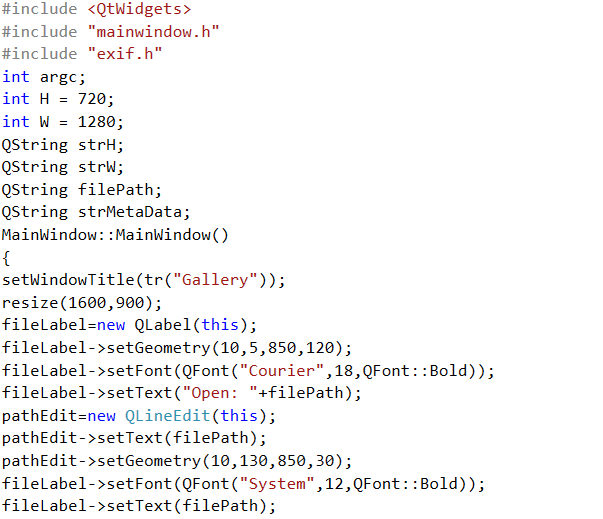 #include <QtWidgets>
#include "mainwindow.h"
#include "exif.h"
int argc;
int H = 720;
int W = 1280;
QString strH;
QString strW;
QString filePath;
QString strMetaData;
MainWindow::MainWindow()
{
setWindowTitle(tr("Gallery"));
resize(1600,900);
fileLabel=new QLabel(this);
fileLabel->setGeometry(10,5,850,120);
fileLabel->setFont(QFont("Courier",18,QFont::Bold));
fileLabel->setText("Open: "+filePath);
pathEdit=new QLineEdit(this);
pathEdit->setText(filePath);
pathEdit->setGeometry(10,130,850,30);
fileLabel->setFont(QFont("System",12,QFont::Bold));
fileLabel->setText(filePath);